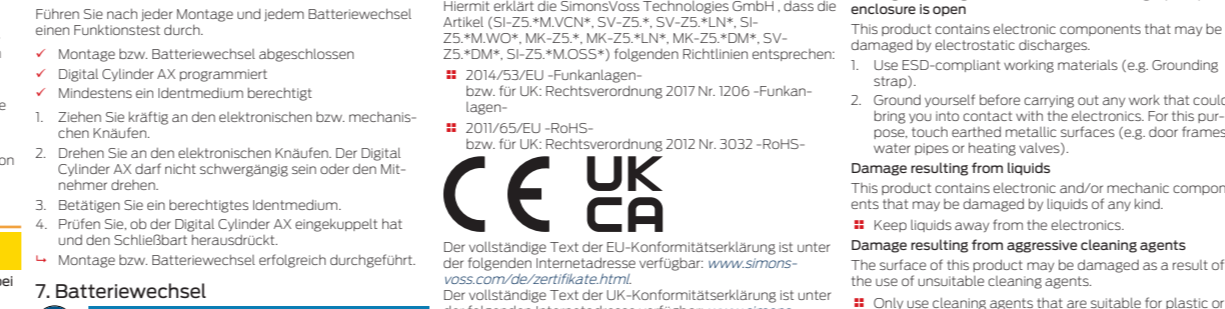 e
on
bei
Führen Sie nach jeder Montage und jedem Batteriewechsel
einen Funktionstest durch.
✓ Montage bzw. Batteriewechsel abgeschlossen
✓ Digital Cylinder AX programmiert
✓ Mindestens ein Identmedium berechtigt
1. Ziehen Sie kräftig an den elektronischen bzw. mechanis-
chen Knäufen.
2. Drehen Sie an den elektronischen Knäufen. Der Digital
Cylinder AX darf nicht schwergängig sein oder den Mit-
nehmer drehen.
3. Betätigen Sie ein berechtigtes Identmedium.
4. Prüfen Sie, ob der Digital Cylinder AX eingekuppelt hat
und den Schließbart herausdrückt.
↳ Montage bzw. Batteriewechsel erfolgreich durchgeführt.
7. Batteriewechsel
Hiermit erklärt die SimonsVoss Technologies GmbH , dass die
Artikel (SI-Z5.*M.VCN*, SV-Z5.*, SV-Z5.*LN*, SI-
Z5.*M.WO*, MK-Z5.*, MK-Z5.*LN*, MK-Z5.*DM*, SV-
Z5.*DM*, SI-Z5.*M.OSS*) folgenden Richtlinien entsprechen:
2014/53/EU -Funkanlagen-
bzw. für UK: Rechtsverordnung 2017 Nr. 1206 -Funkan-
lagen-
2011/65/EU -RoHS-
bzw. für UK: Rechtsverordnung 2012 Nr. 3032 -RoHS-
CE UK
CA
Der vollständige Text der EU-Konformitätserklärung ist unter
der folgenden Internetadresse verfügbar: www.simons-
voss.com/de/zertifikate.html.
Der vollständige Text der UK-Konformitätserklärung ist unter
der folgenden Internetadresse verfügbar: www.simons-
enclosure is open
This product contains electronic components that may be
damaged by electrostatic discharges.
1. Use ESD-compliant working materials (e.g. Grounding
strap).
2. Ground yourself before carrying out any work that could
bring you into contact with the electronics. For this pur-
pose, touch earthed metallic surfaces (e.g. door frames,
water pipes or heating valves).
Damage resulting from liquids
This product contains electronic and/or mechanic compon-
ents that may be damaged by liquids of any kind.
Keep liquids away from the electronics.
Damage resulting from aggressive cleaning agents
The surface of this product may be damaged as a result of
the use of unsuitable cleaning agents.
Only use cleaning agents that are suitable for plastic or